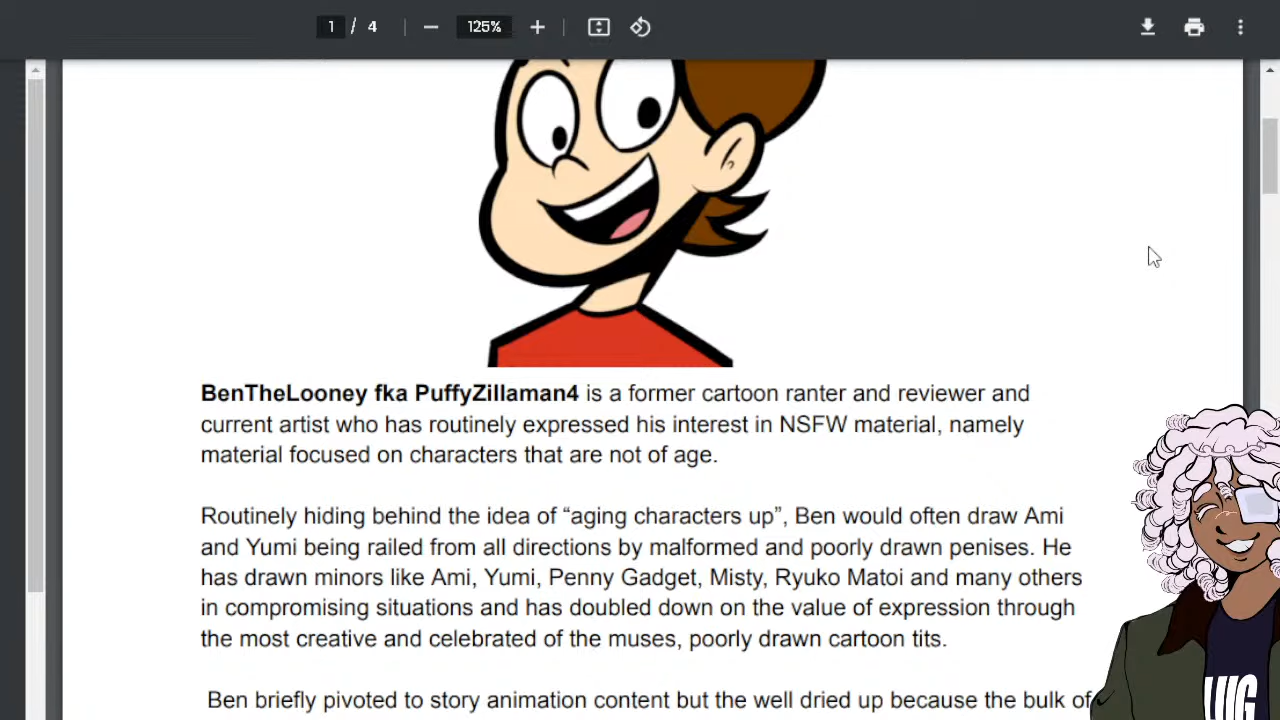 1 / 4 125%
BenTheLooney fka PuffyZillaman4 is a former cartoon ranter and reviewer and
current artist who has routinely expressed his interest in NSFW material, namely
material focused on characters that are not of age.
Routinely hiding behind the idea of “aging characters up”, Ben would often draw Ami
and Yumi being railed from all directions by malformed and poorly drawn penises. He
has drawn minors like Ami, Yumi, Penny Gadget, Misty, Ryuko Matoi and many others
in compromising situations and has doubled down on the value of expression through
the most creative and celebrated of the muses, poorly drawn cartoon tits.
Ben briefly pivoted to story animation content but the well dried up because the bulk of